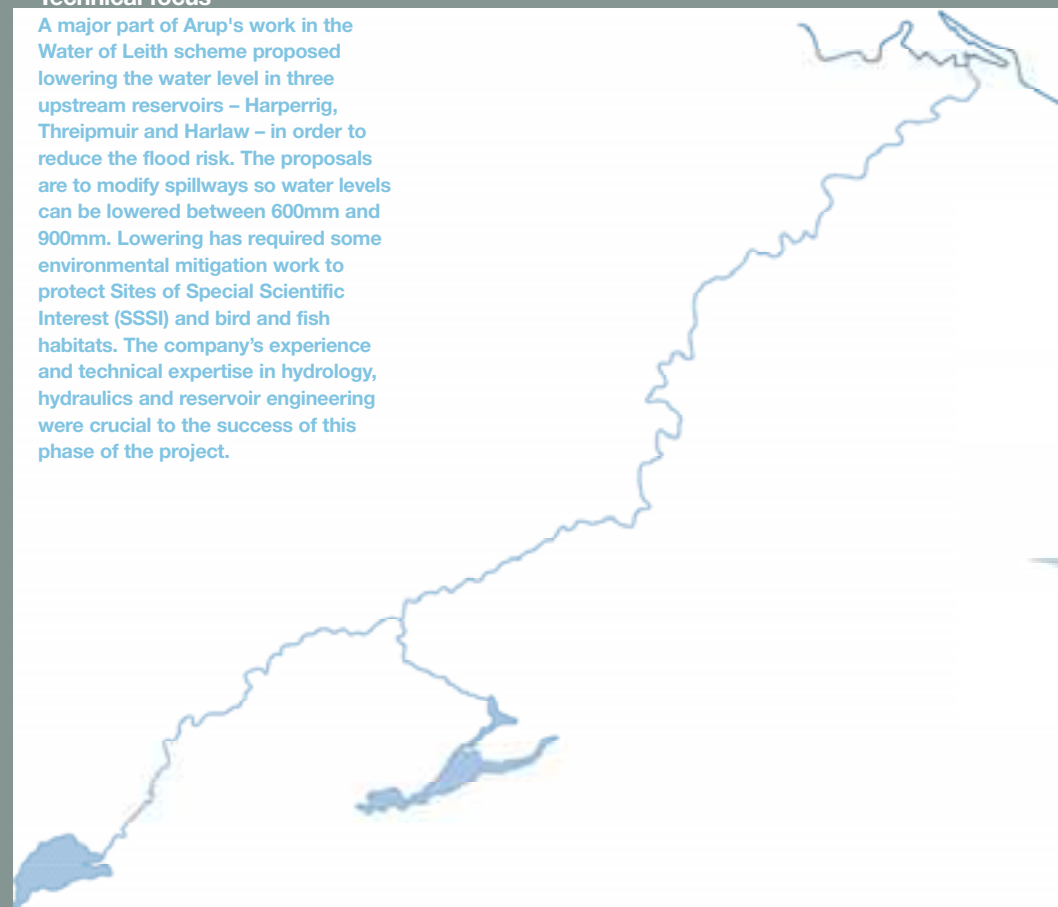 Technical focus
A major part of Arup's work in the
Water of Leith scheme proposed
lowering the water level in three
upstream reservoirs – Harperrig,
Threipmuir and Harlaw – in order to
reduce the flood risk. The proposals
are to modify spillways so water levels
can be lowered between 600mm and
900mm. Lowering has required some
environmental mitigation work to
protect Sites of Special Scientific
Interest (SSSI) and bird and fish
habitats. The company’s experience
and technical expertise in hydrology,
hydraulics and reservoir engineering
were crucial to the success of this
phase of the project.